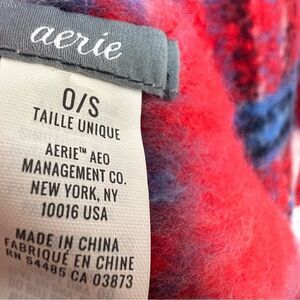 aerie
O/S
TAILLE UNIQUE
AERIE™ AEO
MANAGEMENT CO.
NEW YORK, NY
10016 USA
MADE IN CHINA
FABRIQUÉ EN CHINE
RN 54485 CA 03873